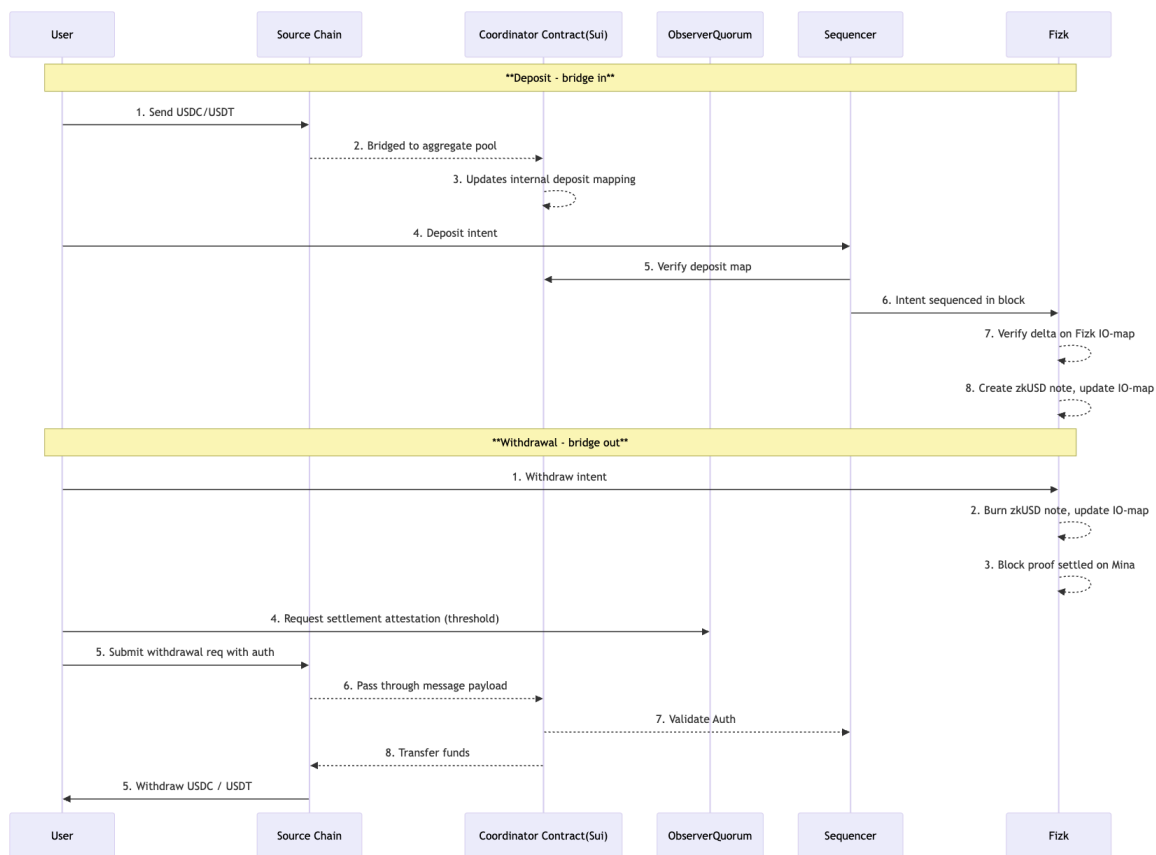 User
Source Chain
Coordinator Contract(Sui)
ObserverQuorum
Sequencer
Fizk
**Deposit - bridge in**
1. Send USDC/USDT
2. Bridged to aggregate pool
3. Updates internal deposit mapping
4. Deposit intent
5. Verify deposit map
6. Intent sequenced in block
7. Verify delta on Fizk IO-map
8. Create zkUSD note, update IO-map
**Withdrawal - bridge out**
1. Withdraw intent
2. Burn zkUSD note, update IO-map
3. Block proof settled on Mina
4. Request settlement attestation (threshold)
5. Submit withdrawal req with auth
6. Pass through message payload
7. Validate Auth
8. Transfer funds
5. Withdraw USDC / USDT
User
Source Chain
Coordinator Contract(Sui)
ObserverQuorum
Sequencer
Fizk